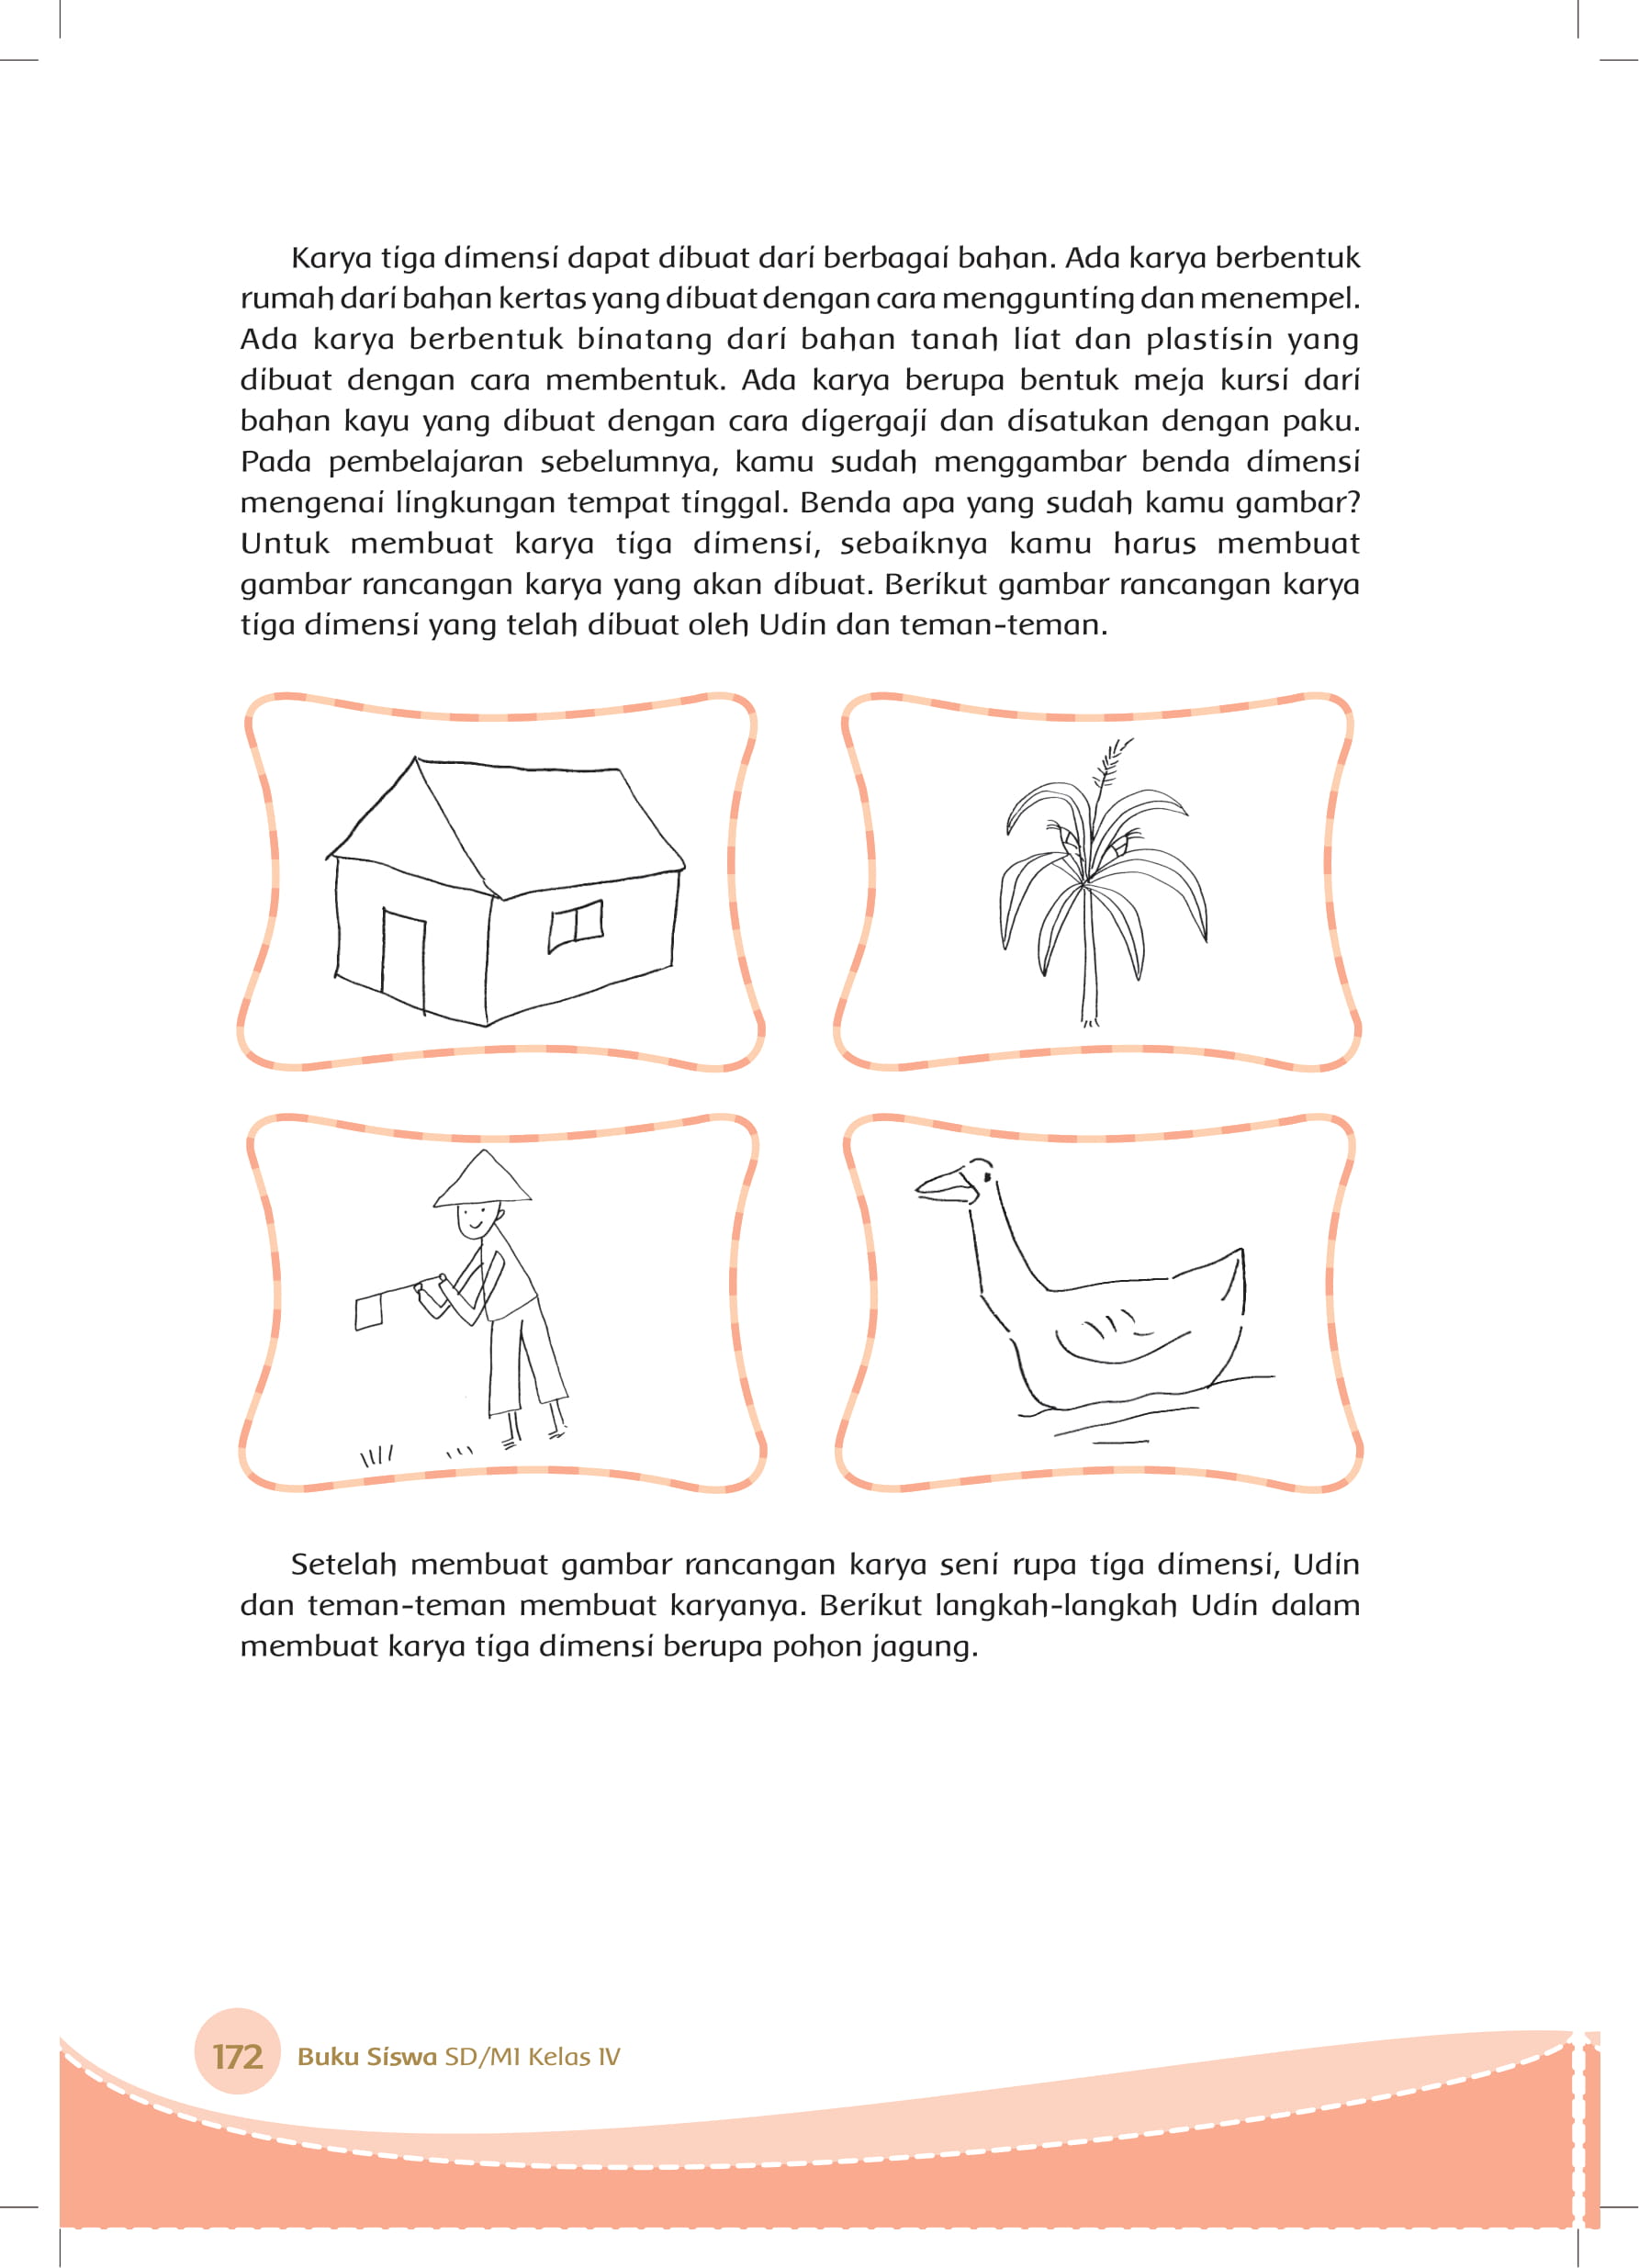 Karya tiga dimensi dapat dibuat dari berbagai bahan. Ada karya berbentuk
rumah dari bahan kertas yang dibuat dengan cara menggunting dan menempel.
Ada karya berbentuk binatang dari bahan tanah liat dan plastisin yang
dibuat dengan cara membentuk. Ada karya berupa bentuk meja kursi dari
bahan kayu yang dibuat dengan cara digergaji dan disatukan dengan paku.
Pada pembelajaran sebelumnya, kamu sudah menggambar benda dimensi
mengenai lingkungan tempat tinggal. Benda apa yang sudah kamu gambar?
Untuk membuat karya tiga dimensi, sebaiknya kamu harus membuat
gambar rancangan karya yang akan dibuat. Berikut gambar rancangan karya
tiga dimensi yang telah dibuat oleh Udin dan teman-teman.
Setelah membuat gambar rancangan karya seni rupa tiga dimensi, Udin
dan teman-teman membuat karyanya. Berikut langkah-langkah Udin dalam
membuat karya tiga dimensi berupa pohon jagung.
172 Buku Siswa SD/MI Kelas IV